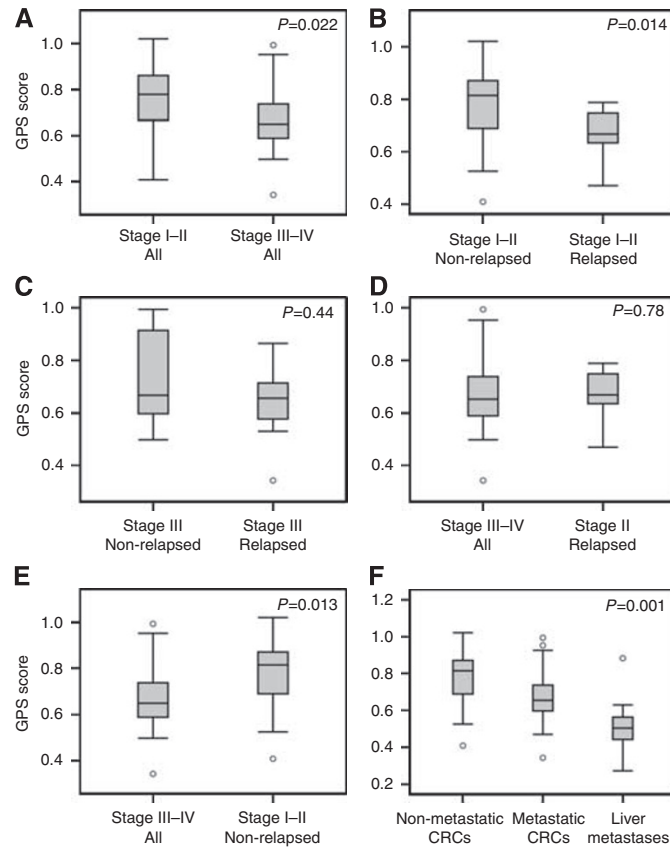 A
P=0.022
1.0
0.8
0.6
0.4
GPS score
Stage I–II
All
Stage III–IV
All
B
P=0.014
1.0
0.8
0.6
0.4
Stage I–II
Non-relapsed
Stage I–II
Relapsed
C
P=0.44
1.0
0.8
0.6
0.4
GPS score
Stage III
Non-relapsed
Stage III
Relapsed
D
P=0.78
1.0
0.8
0.6
0.4
Stage III–IV
All
Stage II
Relapsed
E
P=0.013
1.0
0.8
0.6
0.4
GPS score
Stage III–IV
All
Stage I–II
Non-relapsed
F
P=0.001
1.2
1.0
0.8
0.6
0.4
0.2
Non-metastatic
CRCs
Metastatic
CRCs
Liver
metastases